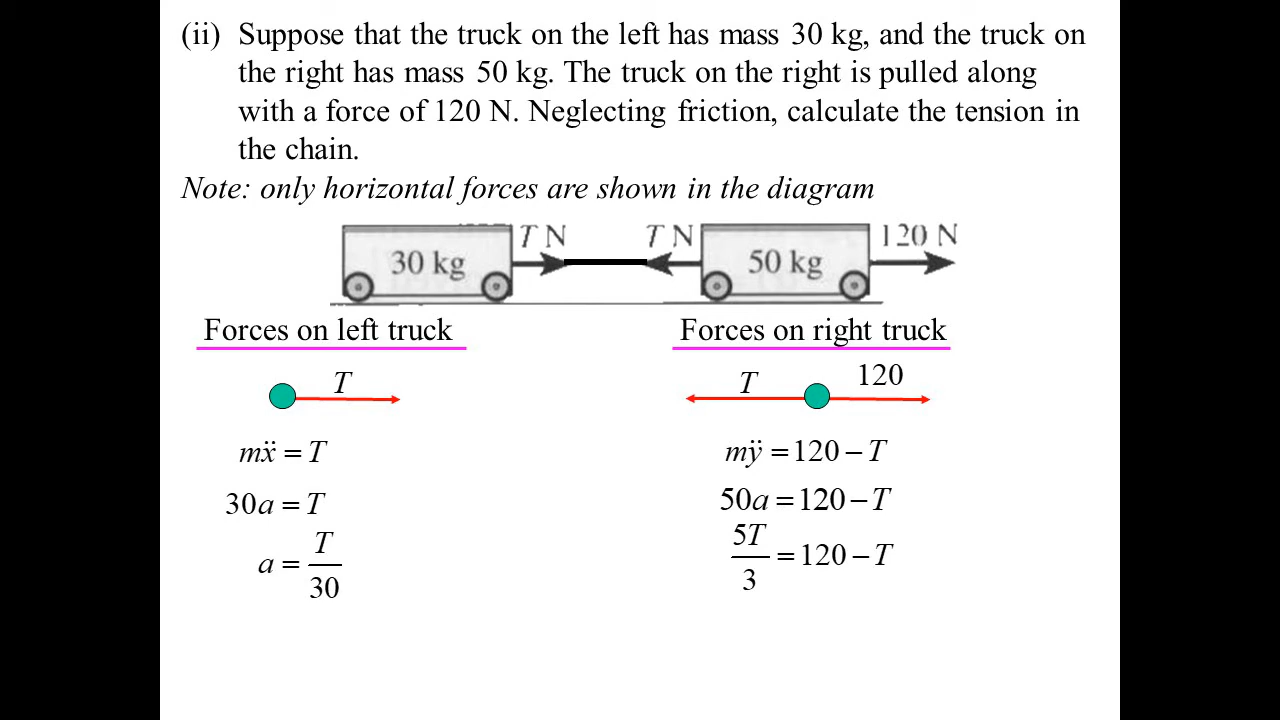 (ii) Suppose that the truck on the left has mass 30 kg, and the truck on
the right has mass 50 kg. The truck on the right is pulled along
with a force of 120 N. Neglecting friction, calculate the tension in
the chain.
Note: only horizontal forces are shown in the diagram
T N T N 120 N
30 kg 50 kg
Forces on left truck Forces on right truck
T T 120
mẍ = T mÿ = 120 − T
30a = T 50a = 120 − T
a = T/30 5T/3 = 120 − T